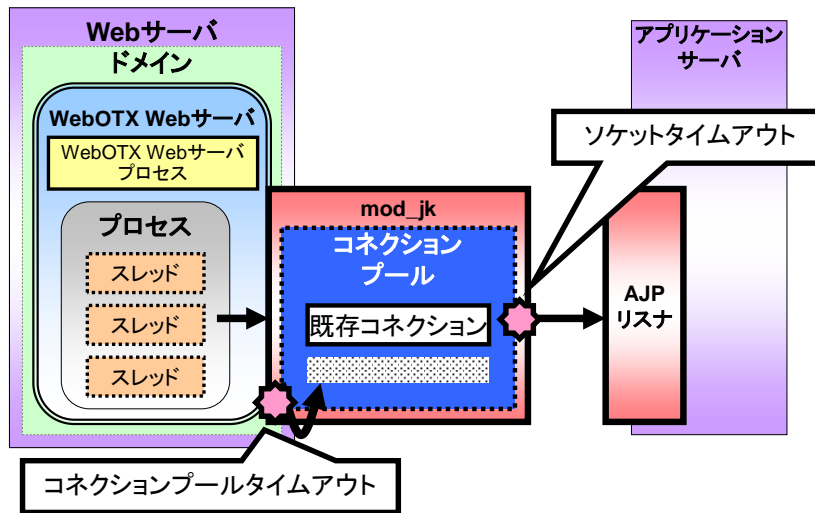 Webサーバ
ドメイン
WebOTX Webサーバ
WebOTX Webサーバ
プロセス
プロセス
スレッド
スレッド
スレッド
mod_jk
コネクション
プール
既存コネクション
コネクションプールタイムアウト
ソケットタイムアウト
アプリケーション
サーバ
AJP
リスナ